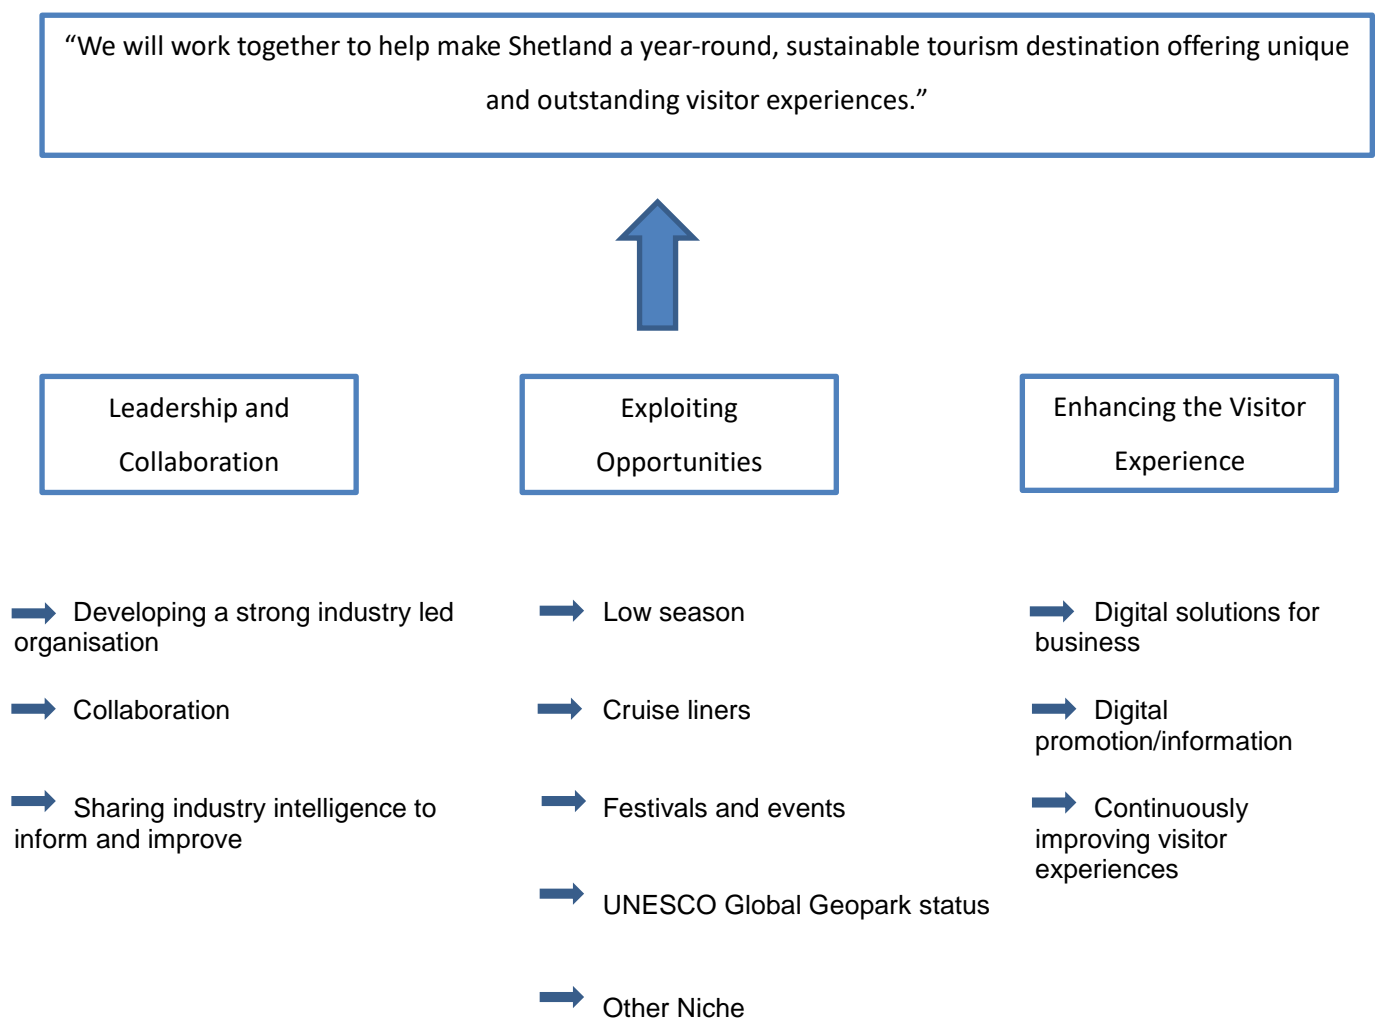 “We will work together to help make Shetland a year-round, sustainable tourism destination offering unique
and outstanding visitor experiences.”
Leadership and
Collaboration
Developing a strong industry led
organisation
Collaboration
Sharing industry intelligence to
inform and improve
Exploiting
Opportunities
Low season
Cruise liners
Festivals and events
UNESCO Global Geopark status
Other Niche
Enhancing the Visitor
Experience
Digital solutions for
business
Digital
promotion/information
Continuously
improving visitor
experiences